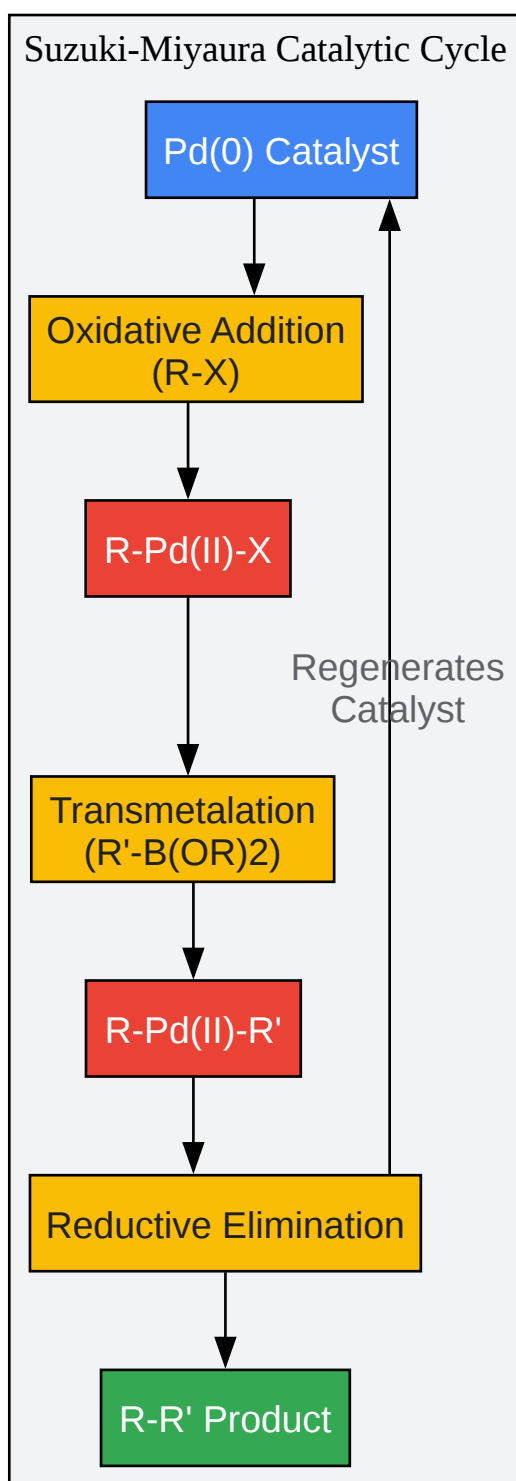 Suzuki-Miyaura Catalytic Cycle
Pd(0) Catalyst
Oxidative Addition
(R-X)
R-Pd(II)-X
Regenerates
Catalyst
Transmetalation
(R'-B(OR)2)
R-Pd(II)-R'
Reductive Elimination
R-R' Product